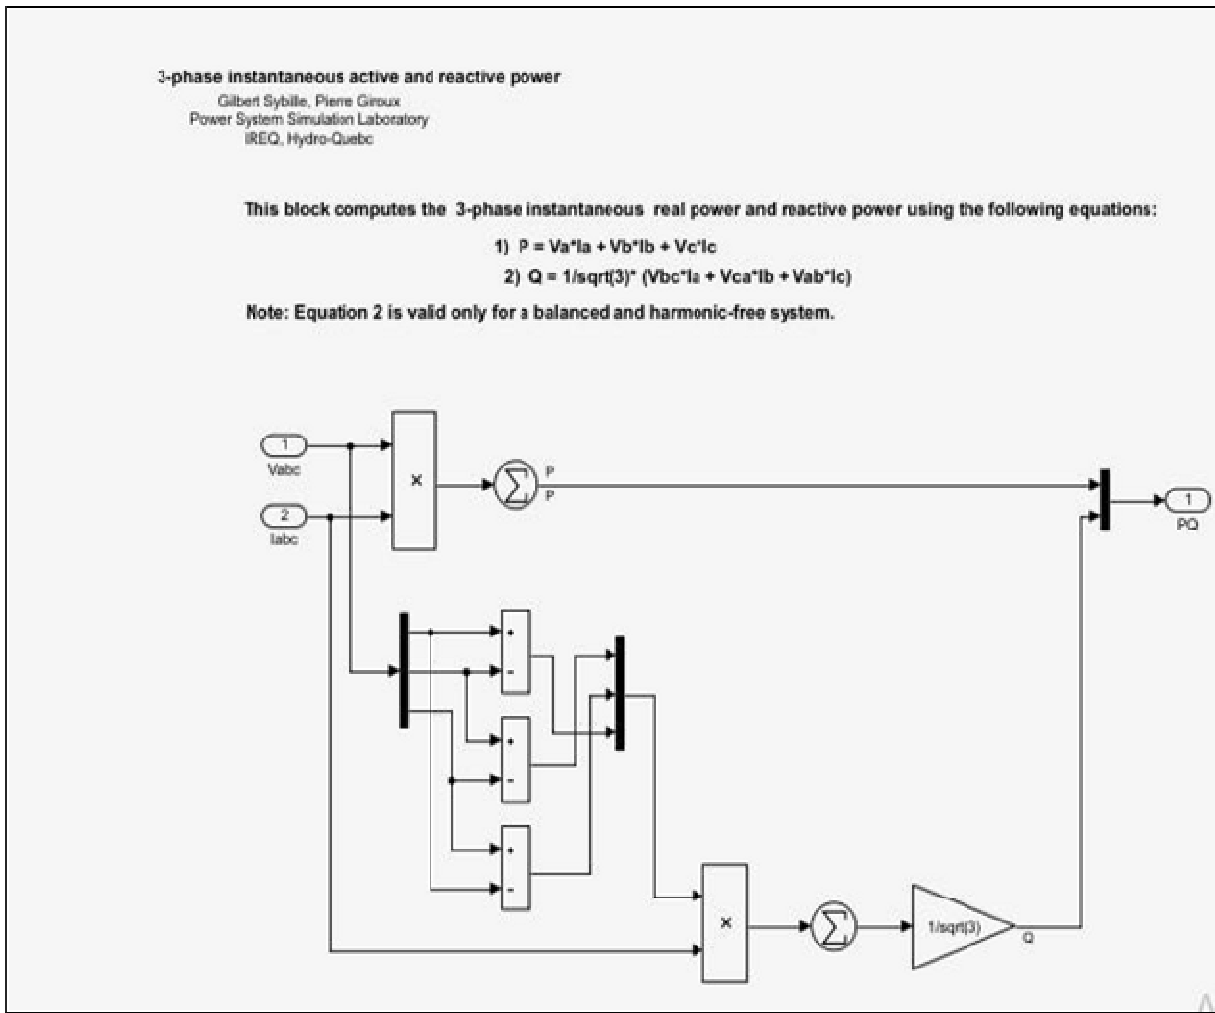 3-phase instantaneous active and reactive power
Gilbert Sybille, Pierre Giroux
Power System Simulation Laboratory
IREQ, Hydro-Quebc
This block computes the 3-phase instantaneous real power and reactive power using the following equations:
1) P = Va*Ia + Vb*Ib + Vc*Ic
2) Q = 1/sqrt(3)* (Vbc*Ia + Vca*Ib + Vab*Ic)
Note: Equation 2 is valid only for a balanced and harmonic-free system.
1
Vabc
×
∑
P
P
2
Iabc
1
PQ
+
-
+
-
+
-
×
∑
1/sqrt(3)
Q